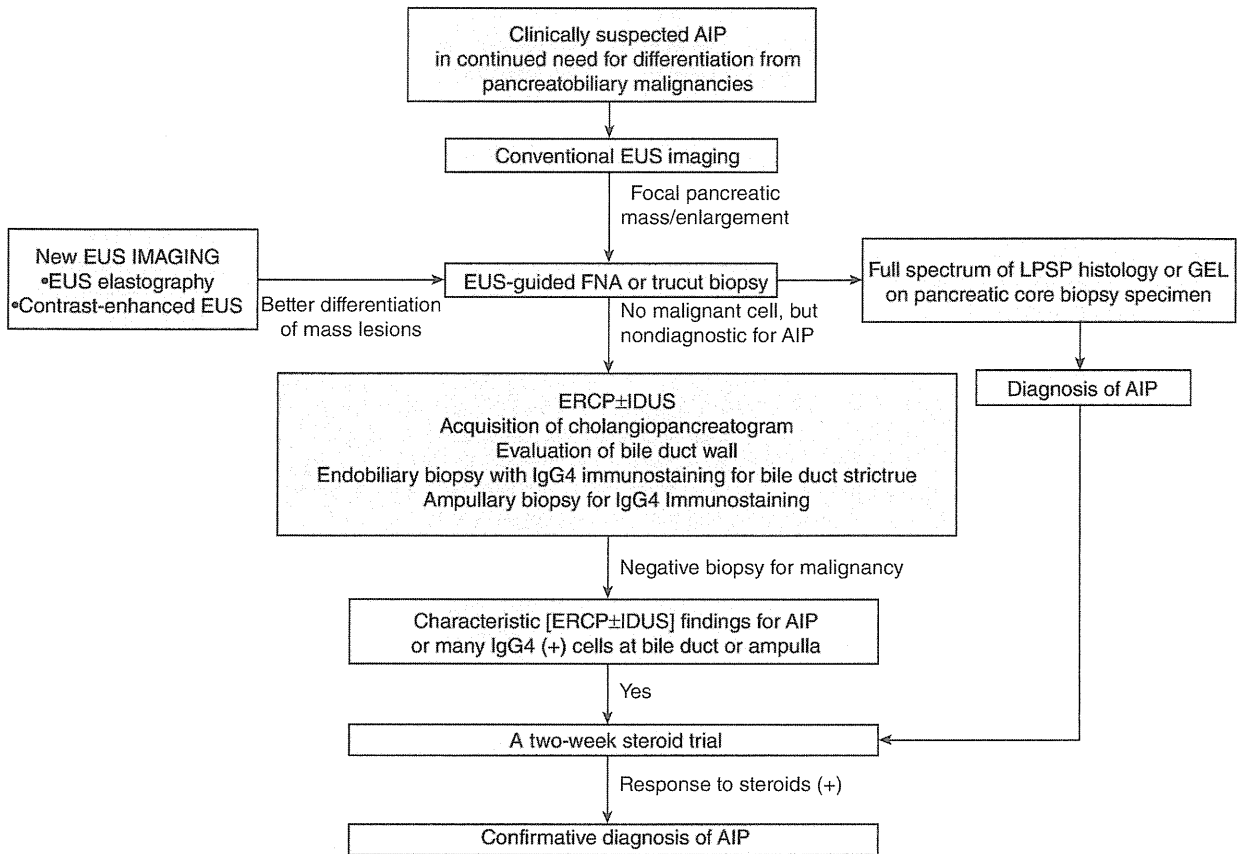 Clinically suspected AIP
in continued need for differentiation from
pancreatobiliary malignancies
Conventional EUS imaging
Focal pancreatic
mass/enlargement
New EUS IMAGING
•EUS elastography
•Contrast-enhanced EUS
Better differentiation
of mass lesions
EUS-guided FNA or trucut biopsy
Full spectrum of LPSP histology or GEL
on pancreatic core biopsy specimen
No malignant cell, but
nondiagnostic for AIP
Diagnosis of AIP
ERCP±IDUS
Acquisition of cholangiopancreatogram
Evaluation of bile duct wall
Endobiliary biopsy with IgG4 immunostaining for bile duct strictrue
Ampullary biopsy for IgG4 Immunostaining
Negative biopsy for malignancy
Characteristic [ERCP±IDUS] findings for AIP
or many IgG4 (+) cells at bile duct or ampulla
Yes
A two-week steroid trial
Response to steroids (+)
Confirmative diagnosis of AIP